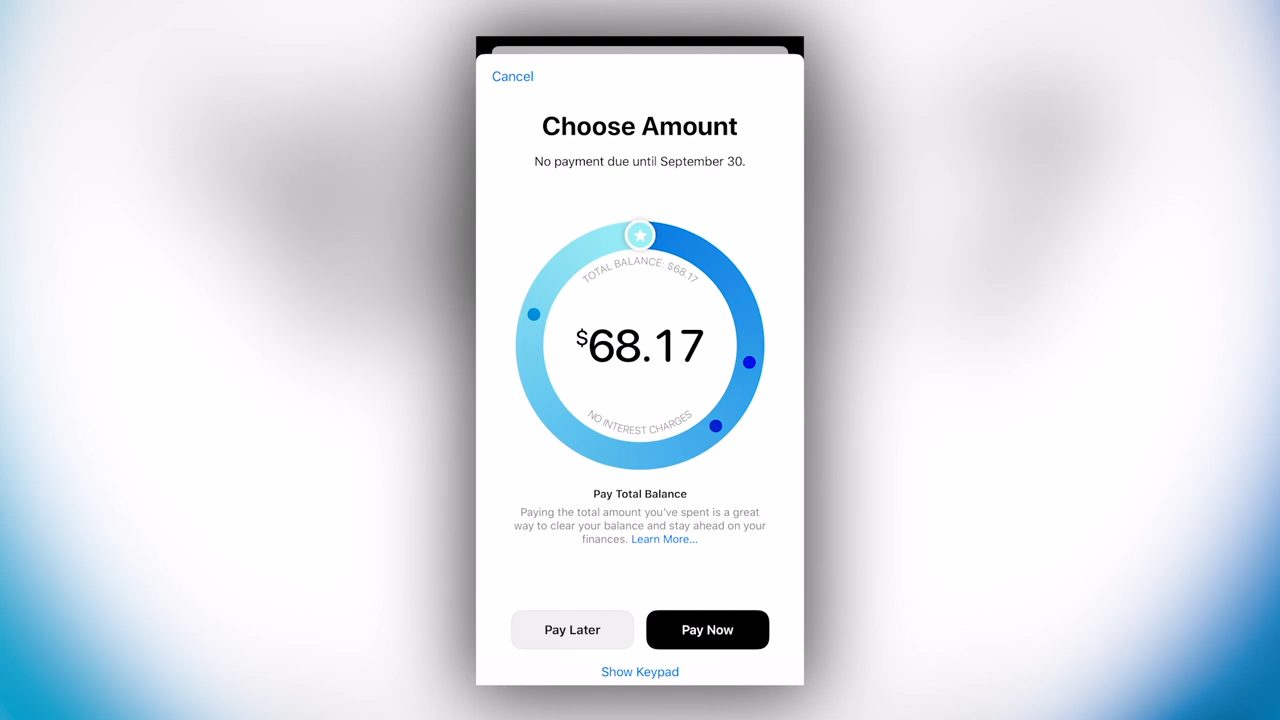 Cancel
Choose Amount
No payment due until September 30.
TOTAL BALANCE: $68.17
$68.17
NO INTEREST CHARGES
Pay Total Balance
Paying the total amount you've spent is a great
way to clear your balance and stay ahead on your
finances. Learn More...
Pay Later
Pay Now
Show Keypad